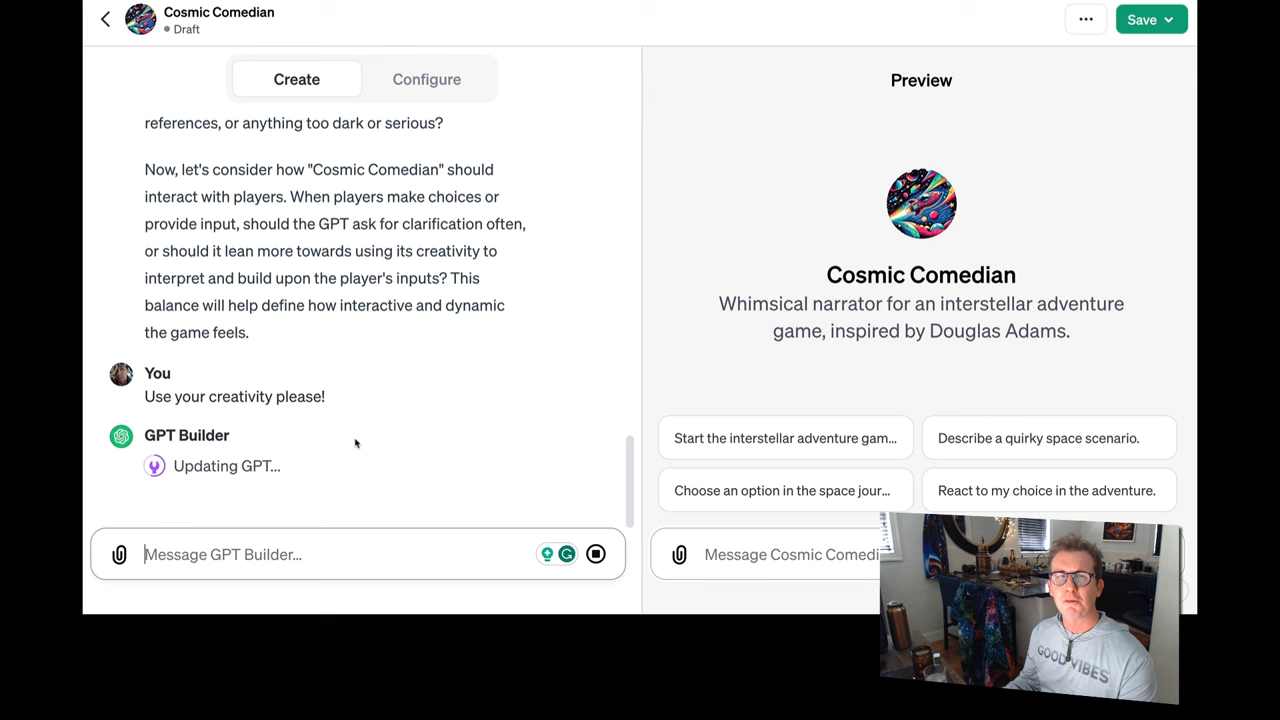 Cosmic Comedian
Draft
Save
Create
Configure
references, or anything too dark or serious?
Now, let's consider how "Cosmic Comedian" should
interact with players. When players make choices or
provide input, should the GPT ask for clarification often,
or should it lean more towards using its creativity to
interpret and build upon the player's inputs? This
balance will help define how interactive and dynamic
the game feels.
You
Use your creativity please!
GPT Builder
Updating GPT...
Message GPT Builder...
Preview
Cosmic Comedian
Whimsical narrator for an interstellar adventure
game, inspired by Douglas Adams.
Start the interstellar adventure gam...
Describe a quirky space scenario.
Choose an option in the space jour...
React to my choice in the adventure.
Message Cosmic Comedi
GOOD VIBES